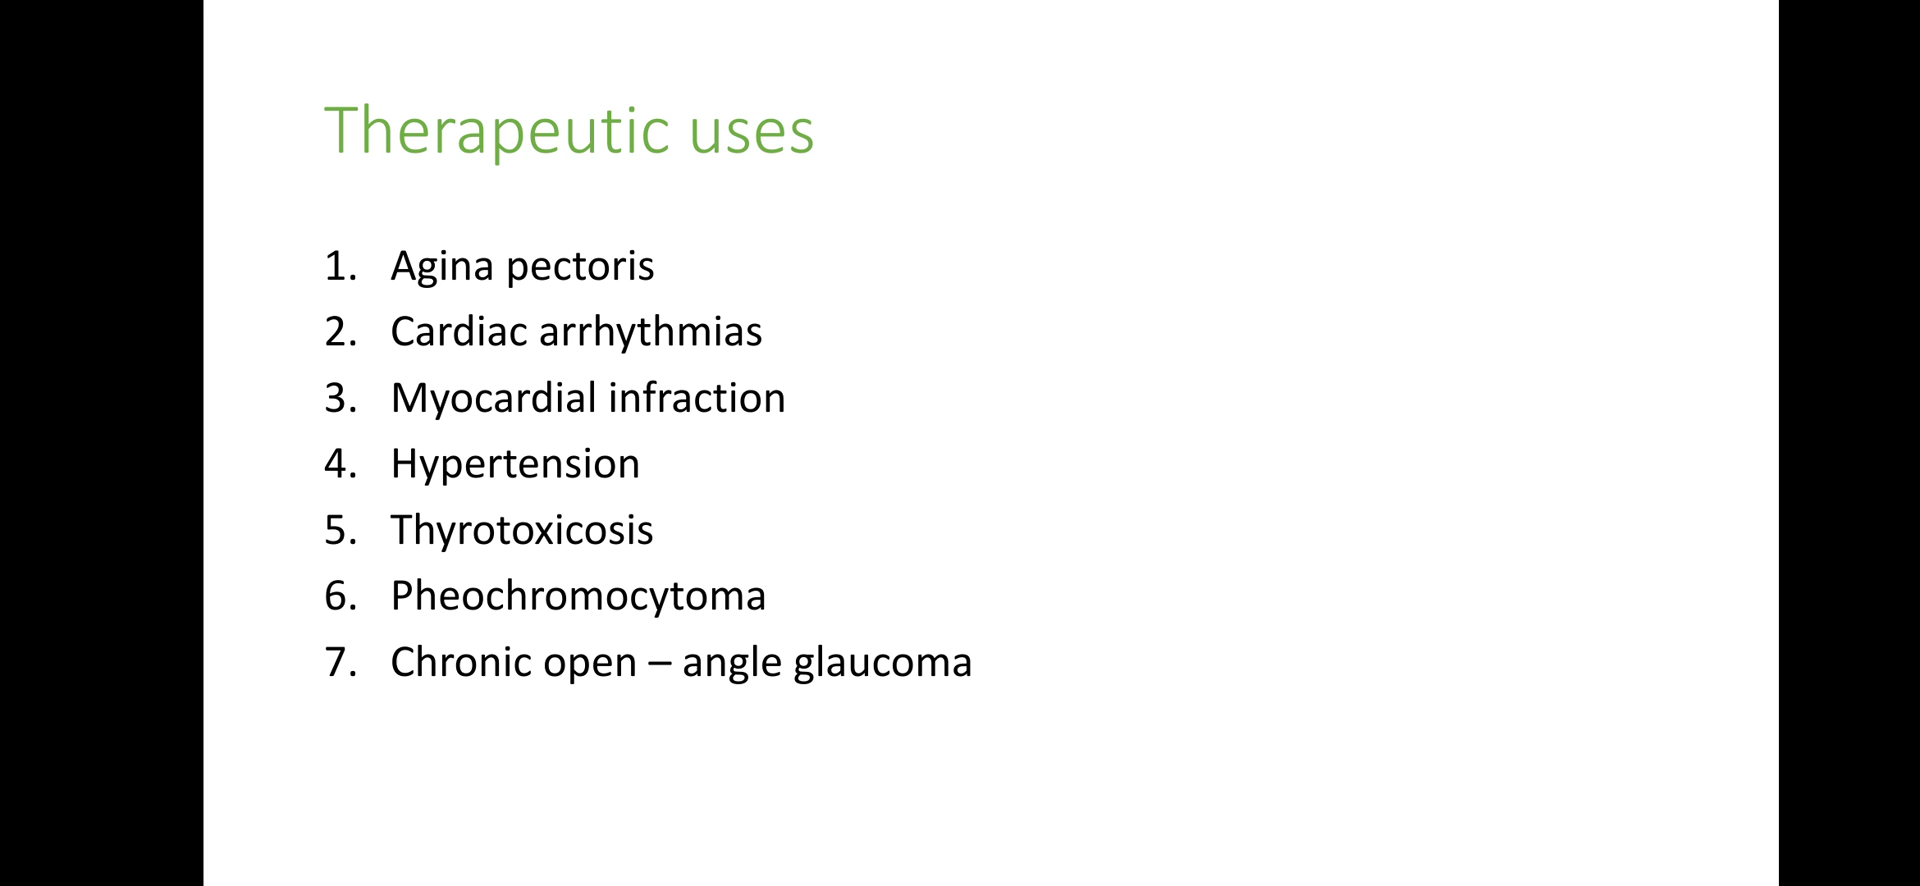 Therapeutic uses
1. Agina pectoris
2. Cardiac arrhythmias
3. Myocardial infraction
4. Hypertension
5. Thyrotoxicosis
6. Pheochromocytoma
7. Chronic open – angle glaucoma